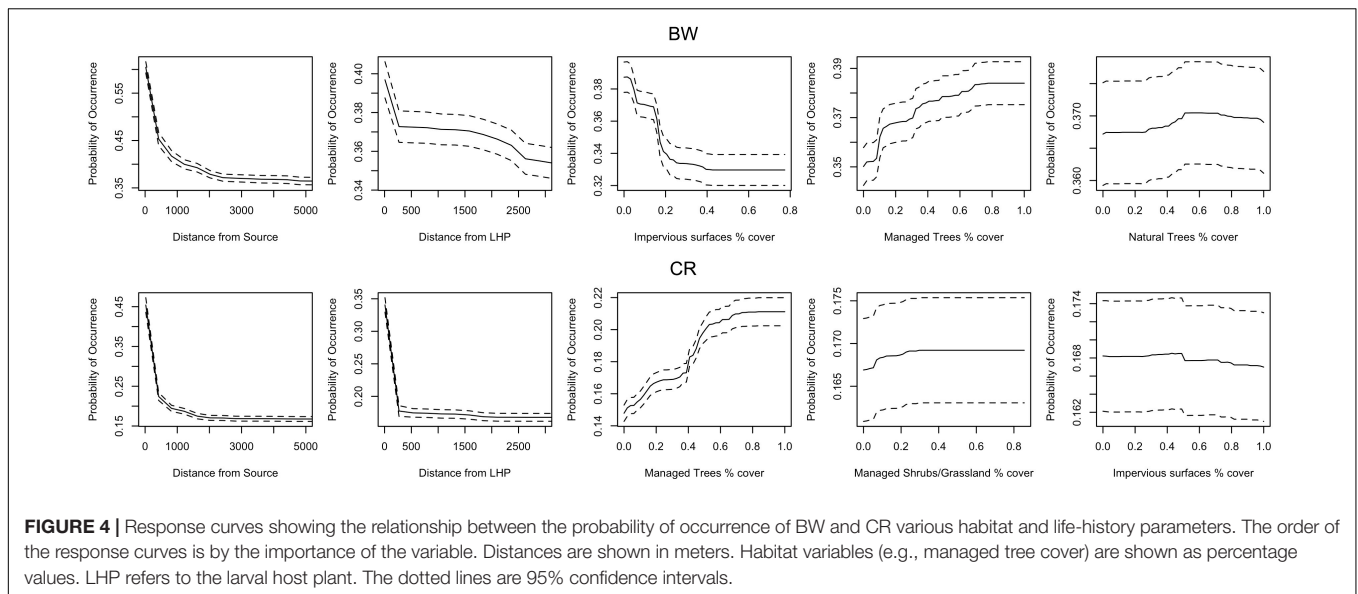 BW
Probability of Occurrence
0.35 0.45 0.55
0 1000 3000 5000
Distance from Source
Probability of Occurrence
0.34 0.36 0.38 0.40
0 500 1500 2500
Distance from LHP
Probability of Occurrence
0.32 0.34 0.36 0.38
0.0 0.2 0.4 0.6 0.8
Impervious surfaces % cover
Probability of Occurrence
0.35 0.37 0.39
0.0 0.2 0.4 0.6 0.8 1.0
Managed Trees % cover
Probability of Occurrence
0.360 0.370
0.0 0.2 0.4 0.6 0.8 1.0
Natural Trees % cover
CR
Probability of Occurrence
0.15 0.25 0.35 0.45
0 1000 3000 5000
Distance from Source
Probability of Occurrence
0.20 0.25 0.30 0.35
0 500 1500 2500
Distance from LHP
Probability of Occurrence
0.14 0.16 0.18 0.20 0.22
0.0 0.2 0.4 0.6 0.8 1.0
Managed Trees % cover
Probability of Occurrence
0.165 0.170 0.175
0.0 0.2 0.4 0.6 0.8
Managed Shrubs/Grassland % cover
Probability of Occurrence
0.162 0.168 0.174
0.0 0.2 0.4 0.6 0.8 1.0
Impervious surfaces % cover
FIGURE 4 | Response curves showing the relationship between the probability of occurrence of BW and CR various habitat and life-history parameters. The order of
the response curves is by the importance of the variable. Distances are shown in meters. Habitat variables (e.g., managed tree cover) are shown as percentage
values. LHP refers to the larval host plant. The dotted lines are 95% confidence intervals.